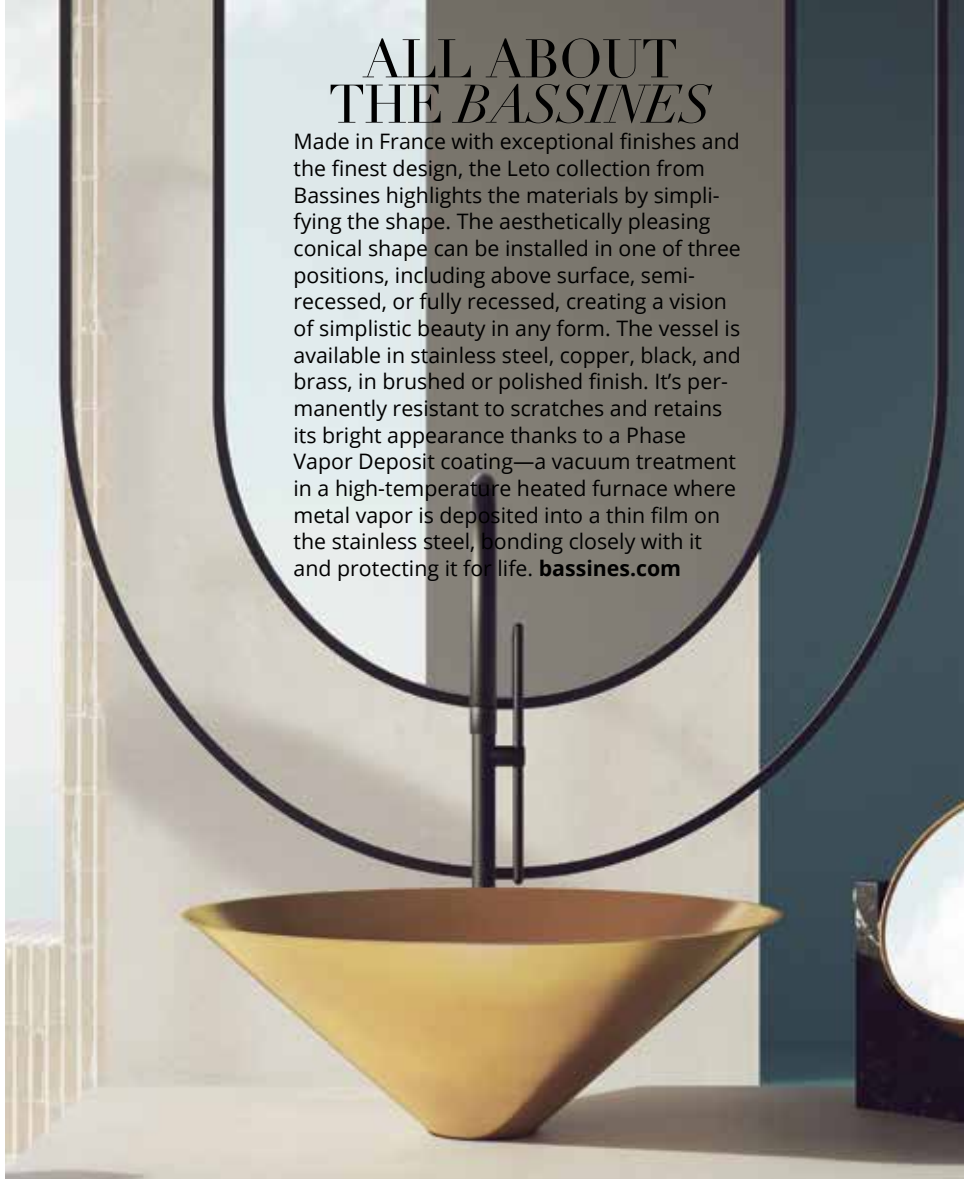 ALL ABOUT
THE BASSINES
Made in France with exceptional finishes and
the finest design, the Leto collection from
Bassines highlights the materials by simpli-
fying the shape. The aesthetically pleasing
conical shape can be installed in one of three
positions, including above surface, semi-
recessed, or fully recessed, creating a vision
of simplistic beauty in any form. The vessel is
available in stainless steel, copper, black, and
brass, in brushed or polished finish. It’s per-
manently resistant to scratches and retains
its bright appearance thanks to a Phase
Vapor Deposit coating—a vacuum treatment
in a high-temperature heated furnace where
metal vapor is deposited into a thin film on
the stainless steel, bonding closely with it
and protecting it for life. bassines.com